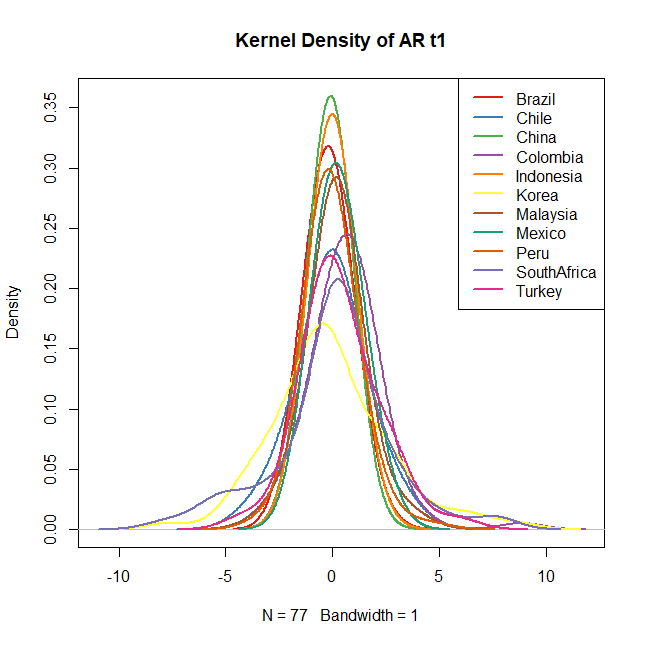 Kernel Density of AR t1
Brazil
Chile
China
Colombia
Indonesia
Korea
Malaysia
Mexico
Peru
SouthAfrica
Turkey
Density
0.35
0.30
0.25
0.20
0.15
0.10
0.05
0.00
-10 -5 0 5 10
N = 77 Bandwidth = 1